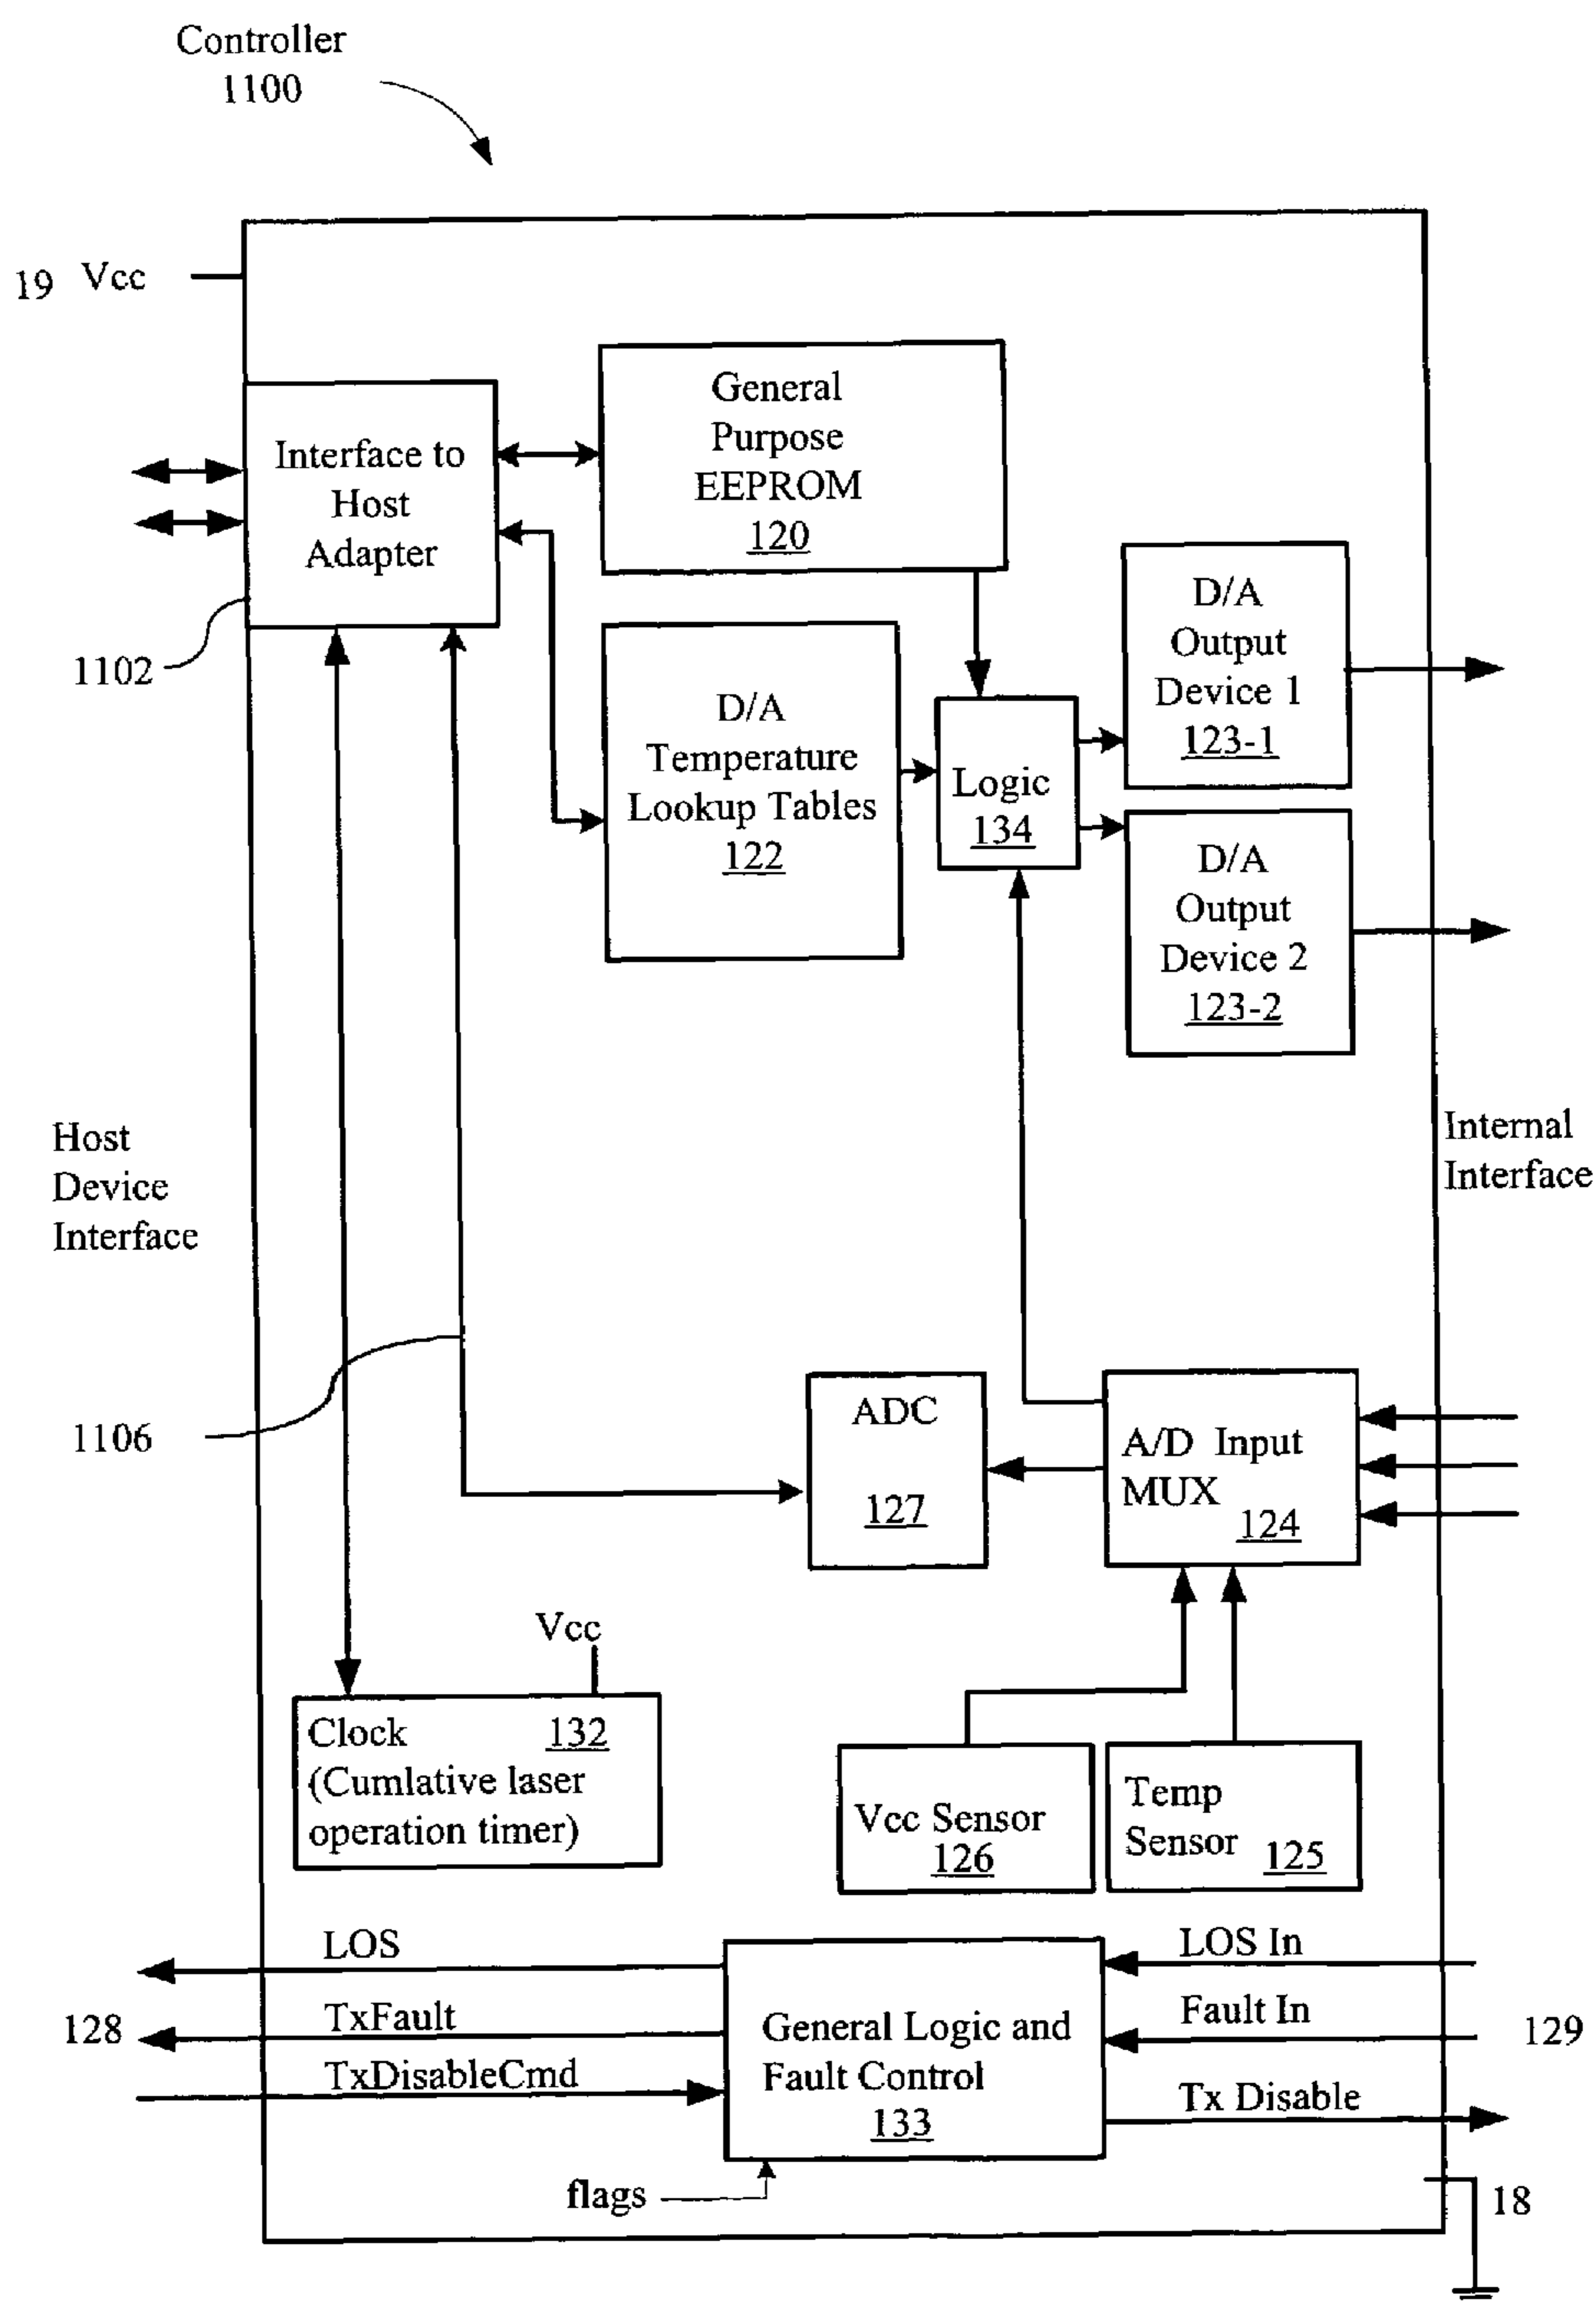 Controller
1100
19 Vcc
General
Purpose
EEPROM
120
Interface to
Host
Adapter
1102
D/A
Output
Device 1
123-1
D/A
Temperature
Lookup Tables
122
Logic
134
D/A
Output
Device 2
123-2
Host
Device
Interface
Internal
Interface
1106
ADC
127
A/D Input
MUX
124
Vcc
Clock 132
(Cumlative laser
operation timer)
Vcc Sensor
126
Temp
Sensor 125
LOS
TxFault
TxDisableCmd
128
General Logic and
Fault Control
133
LOS In
Fault In
Tx Disable
129
flags
18